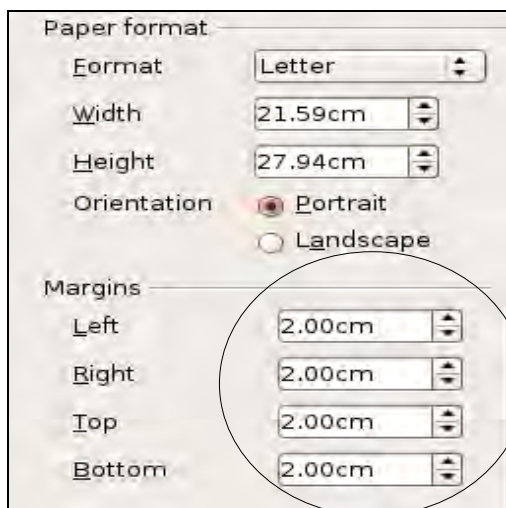 Paper format
Format Letter
Width 21.59cm
Height 27.94cm
Orientation Portrait
Landscape
Margins
Left 2.00cm
Right 2.00cm
Top 2.00cm
Bottom 2.00cm